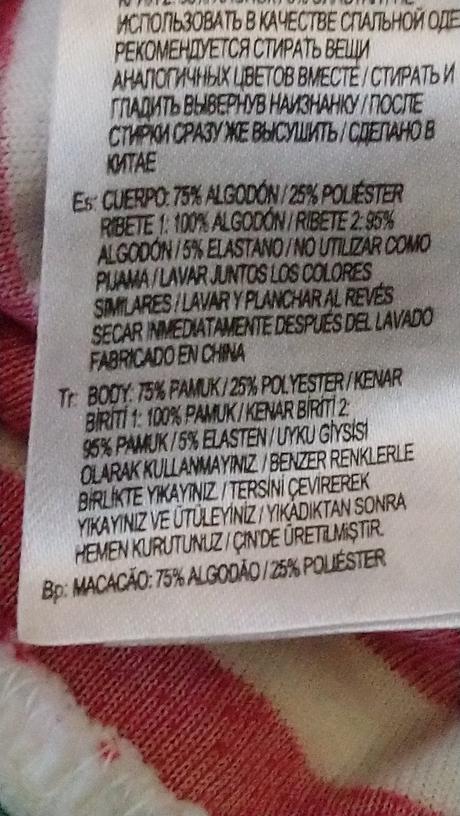 ИСПОЛЬЗОВАТЬ В КАЧЕСТВЕ СПАЛЬНОЙ ОДЕ
РЕКОМЕНДУЕТСЯ СТИРАТЬ ВЕЩИ
АНАЛОГИЧНЫХ ЦВЕТОВ ВМЕСТЕ / СТИРАТЬ И
ГЛАДИТЬ ВЫВЕРНУВ НАИЗНАНКУ / ПОСЛЕ
СТИРКИ СРАЗУ ЖЕ ВЫСУШИТЬ / СДЕЛАНО В
КИТАЕ
Es: CUERPO: 75% ALGODÓN / 25% POLIÉSTER
RIBETE 1: 100% ALGODÓN / RIBETE 2: 95%
ALGODÓN / 5% ELASTANO / NO UTILIZAR COMO
PIJAMA / LAVAR JUNTOS LOS COLORES
SIMILARES / LAVAR Y PLANCHAR AL REVÉS
SECAR INMEDIATAMENTE DESPUÉS DEL LAVADO
FABRICADO EN CHINA
Tr: BODY: 75% PAMUK / 25% POLYESTER / KENAR
BİRİTİ 1: 100% PAMUK / KENAR BİRİTİ 2:
95% PAMUK / 5% ELASTEN / UYKU GİYSİSİ
OLARAK KULLANMAYINIZ. / BENZER RENKLERLE
BİRLİKTE YIKAYINIZ. / TERSİNİ ÇEVİREREK
YIKAYINIZ VE ÜTÜLEYİNİZ / YIKADIKTAN SONRA
HEMEN KURUTUNUZ / ÇIN'DE ÜRETİLMİŞTİR.
Bp: MACACÃO: 75% ALGODÃO / 25% POLIÉSTER